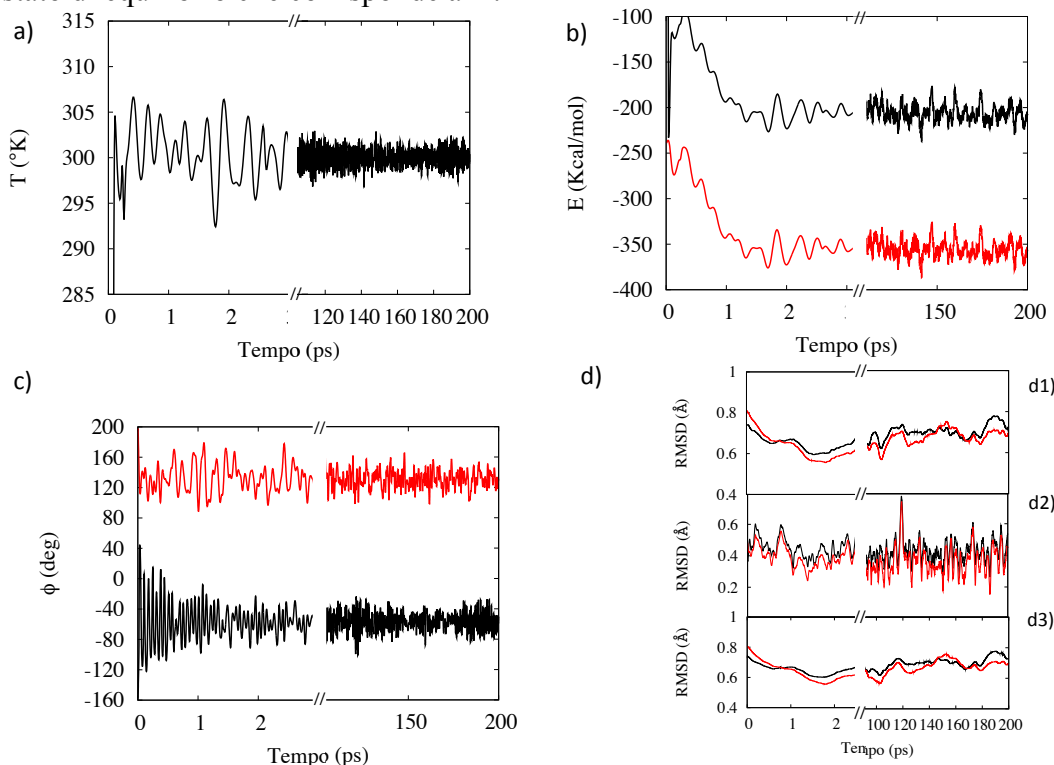 a)
315
310
305
300
295
290
285
T (°K)
0 1 2 120 140 160 180 200
Tempo (ps)
b)
-100
-150
-200
-250
-300
-350
-400
E (Kcal/mol)
0 1 2 150 200
Tempo (ps)
c)
200
160
120
80
40
0
-40
-80
-120
-160
ϕ (deg)
0 1 2 150 200
Tempo (ps)
d)
d1)
1
0.8
0.6
0.4
RMSD (Å)
d2)
0.6
0.4
0.2
RMSD (Å)
d3)
1
0.8
0.6
0.4
RMSD (Å)
0 1 2 100 120 140 160 180 200
Tempo (ps)